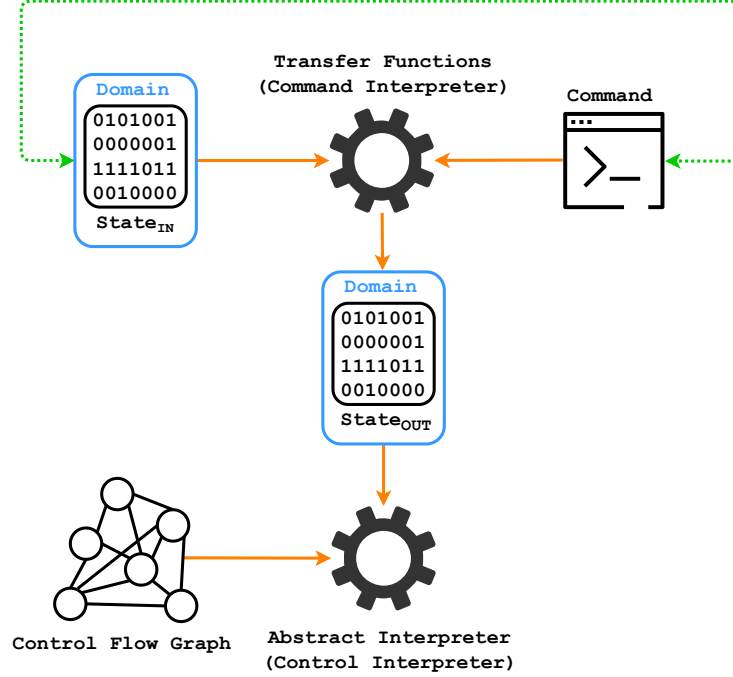 Transfer Functions
(Command Interpreter)
Domain
0101001
0000001
1111011
0010000
StateIN
Command
>_
Domain
0101001
0000001
1111011
0010000
StateOUT
Control Flow Graph
Abstract Interpreter
(Control Interpreter)